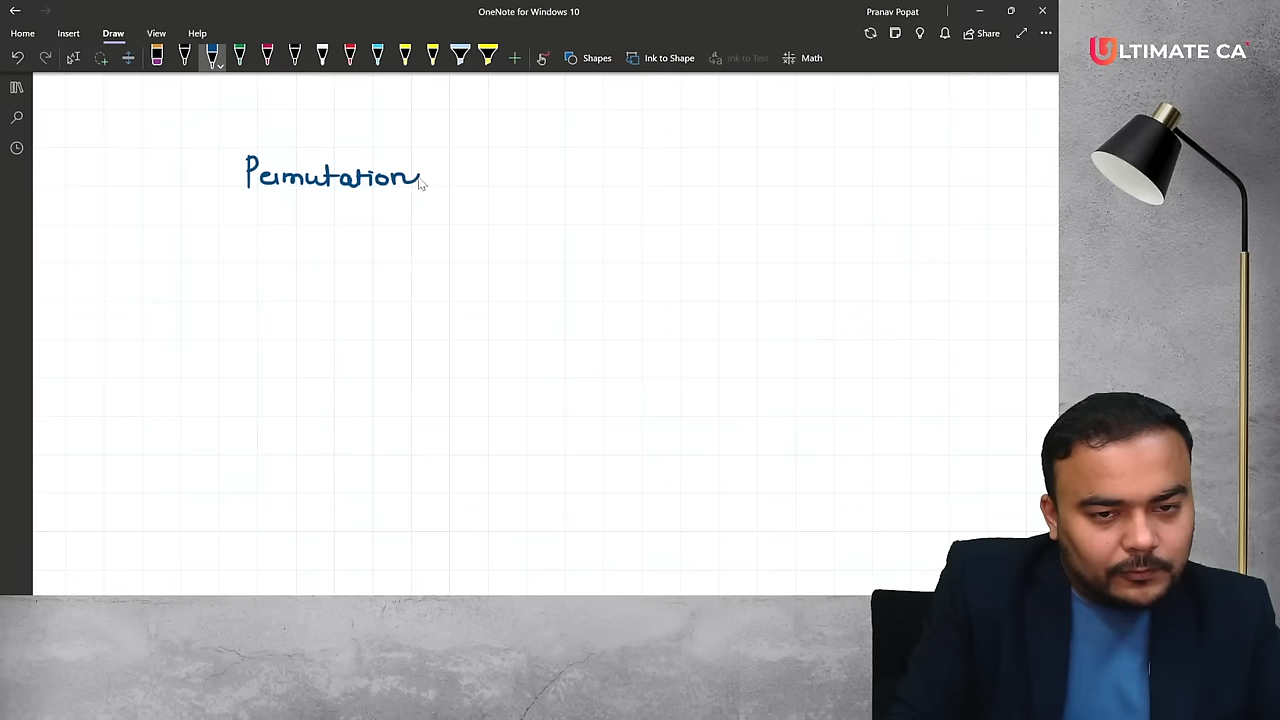 OneNote for Windows 10
Pranav Popat
Home Insert Draw View Help
Share
Shapes Ink to Shape Ink to Text Math
ULTIMATE CA
Permutation